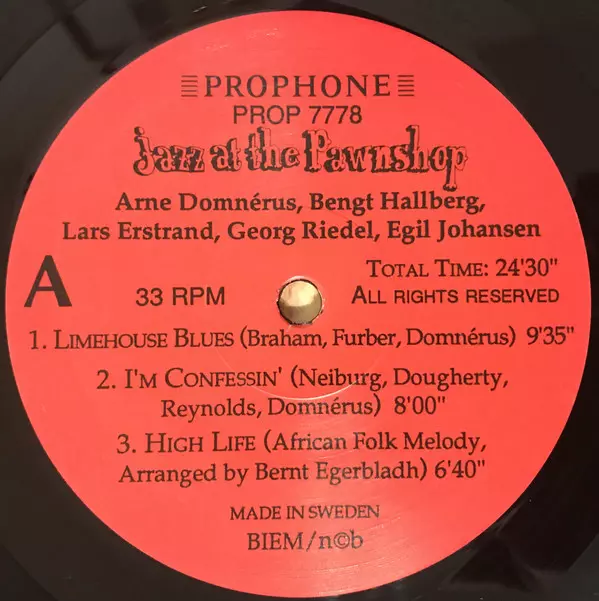 PROPHONE
PROP 7778
Jazz at the Pawnshop
Arne Domnérus, Bengt Hallberg,
Lars Erstrand, Georg Riedel, Egil Johansen
A
TOTAL TIME: 24'30"
33 RPM
ALL RIGHTS RESERVED
1. LIMEHOUSE BLUES (Braham, Furber, Domnérus) 9'35"
2. I'M CONFESSIN' (Neiburg, Dougherty,
Reynolds, Domnérus) 8'00"
3. HIGH LIFE (African Folk Melody,
Arranged by Bernt Egerbladh) 6'40"
MADE IN SWEDEN
BIEM/n©b